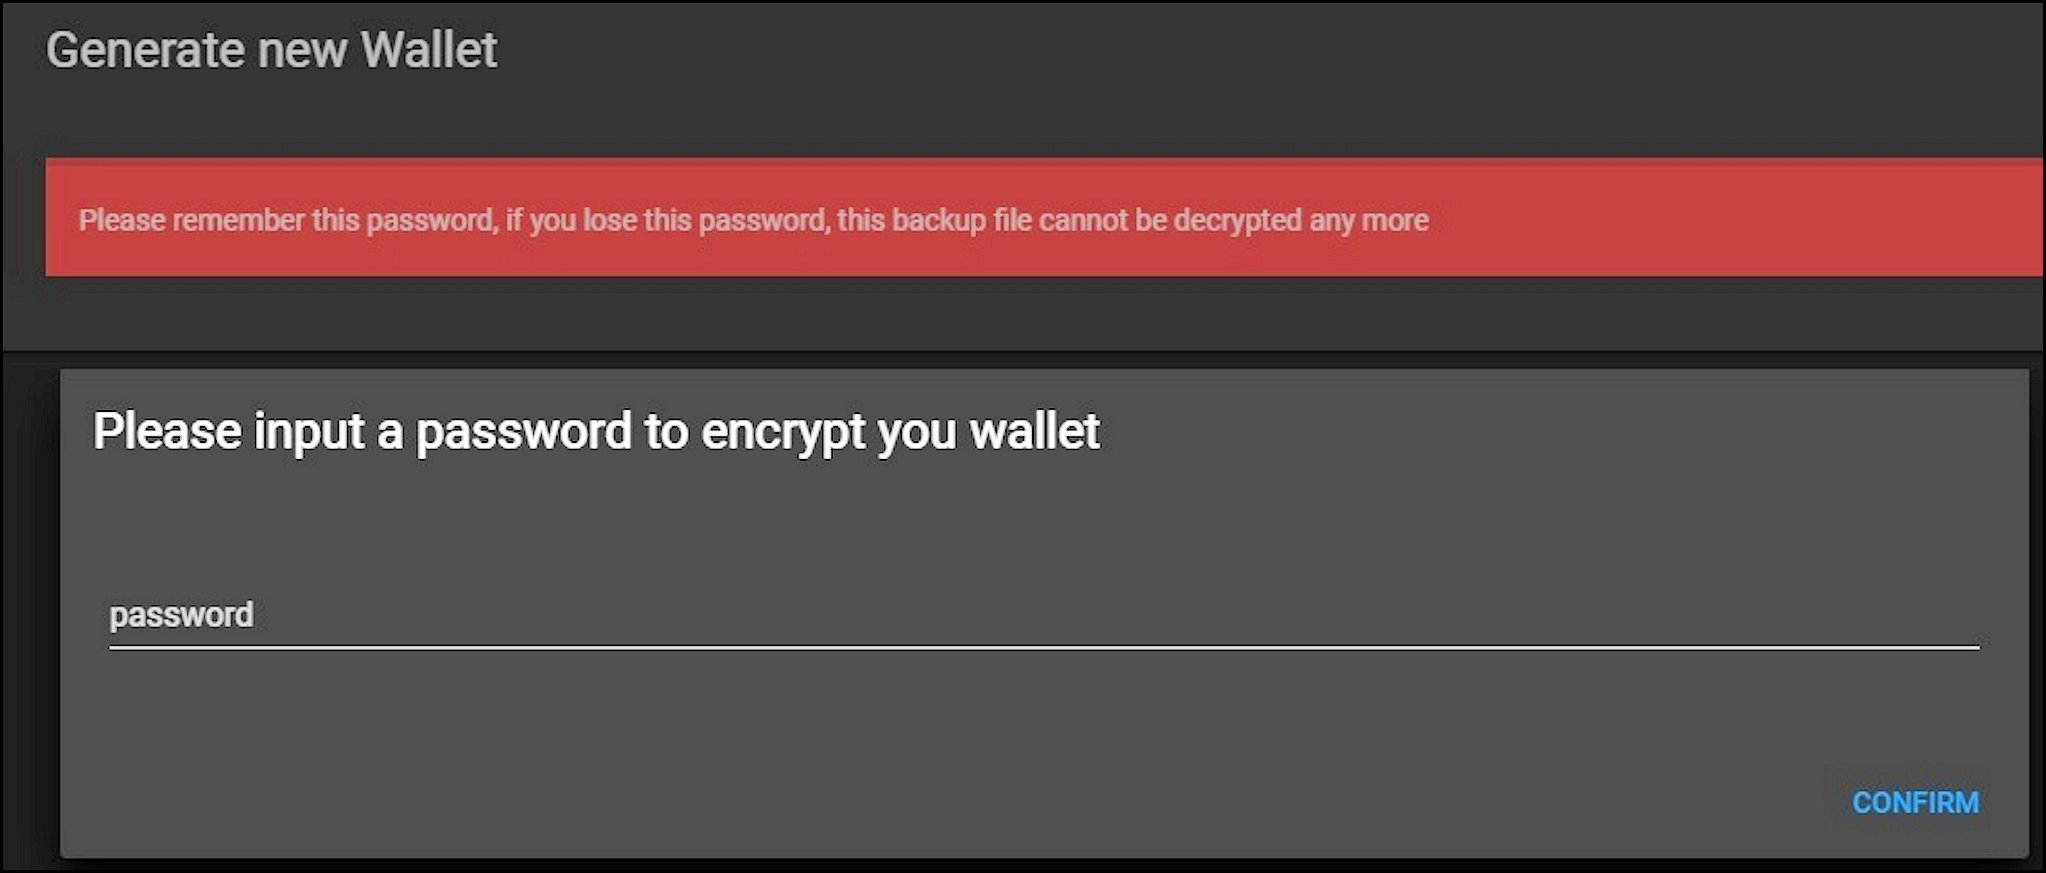 Generate new Wallet
Please remember this password, if you lose this password, this backup file cannot be decrypted any more
Please input a password to encrypt you wallet
password
CONFIRM